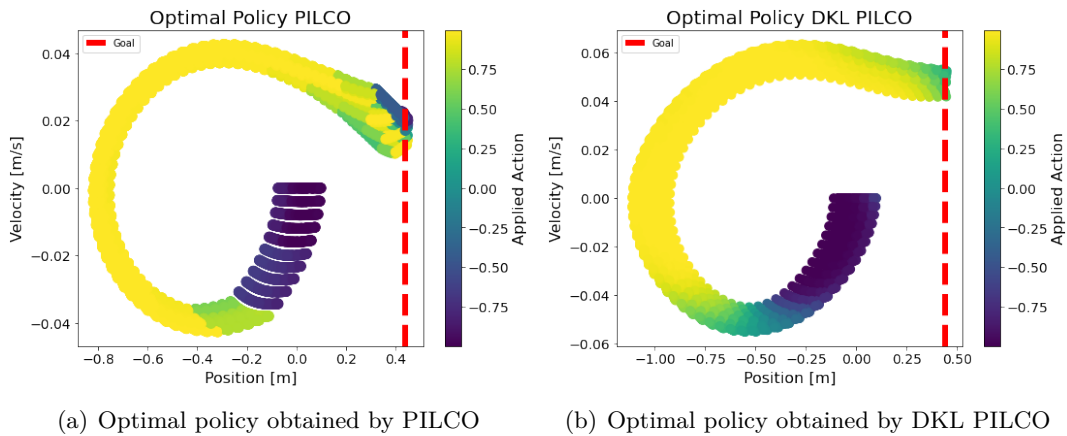 Optimal Policy PILCO
Goal
0.04
0.02
0.00
−0.02
−0.04
Velocity [m/s]
−0.8 −0.6 −0.4 −0.2 0.0 0.2 0.4
Position [m]
0.75
0.50
0.25
0.00
−0.25
−0.50
−0.75
Applied Action
(a) Optimal policy obtained by PILCO
Optimal Policy DKL PILCO
Goal
0.06
0.04
0.02
0.00
−0.02
−0.04
−0.06
Velocity [m/s]
−1.00 −0.75 −0.50 −0.25 0.00 0.25 0.50
Position [m]
0.75
0.50
0.25
0.00
−0.25
−0.50
−0.75
Applied Action
(b) Optimal policy obtained by DKL PILCO